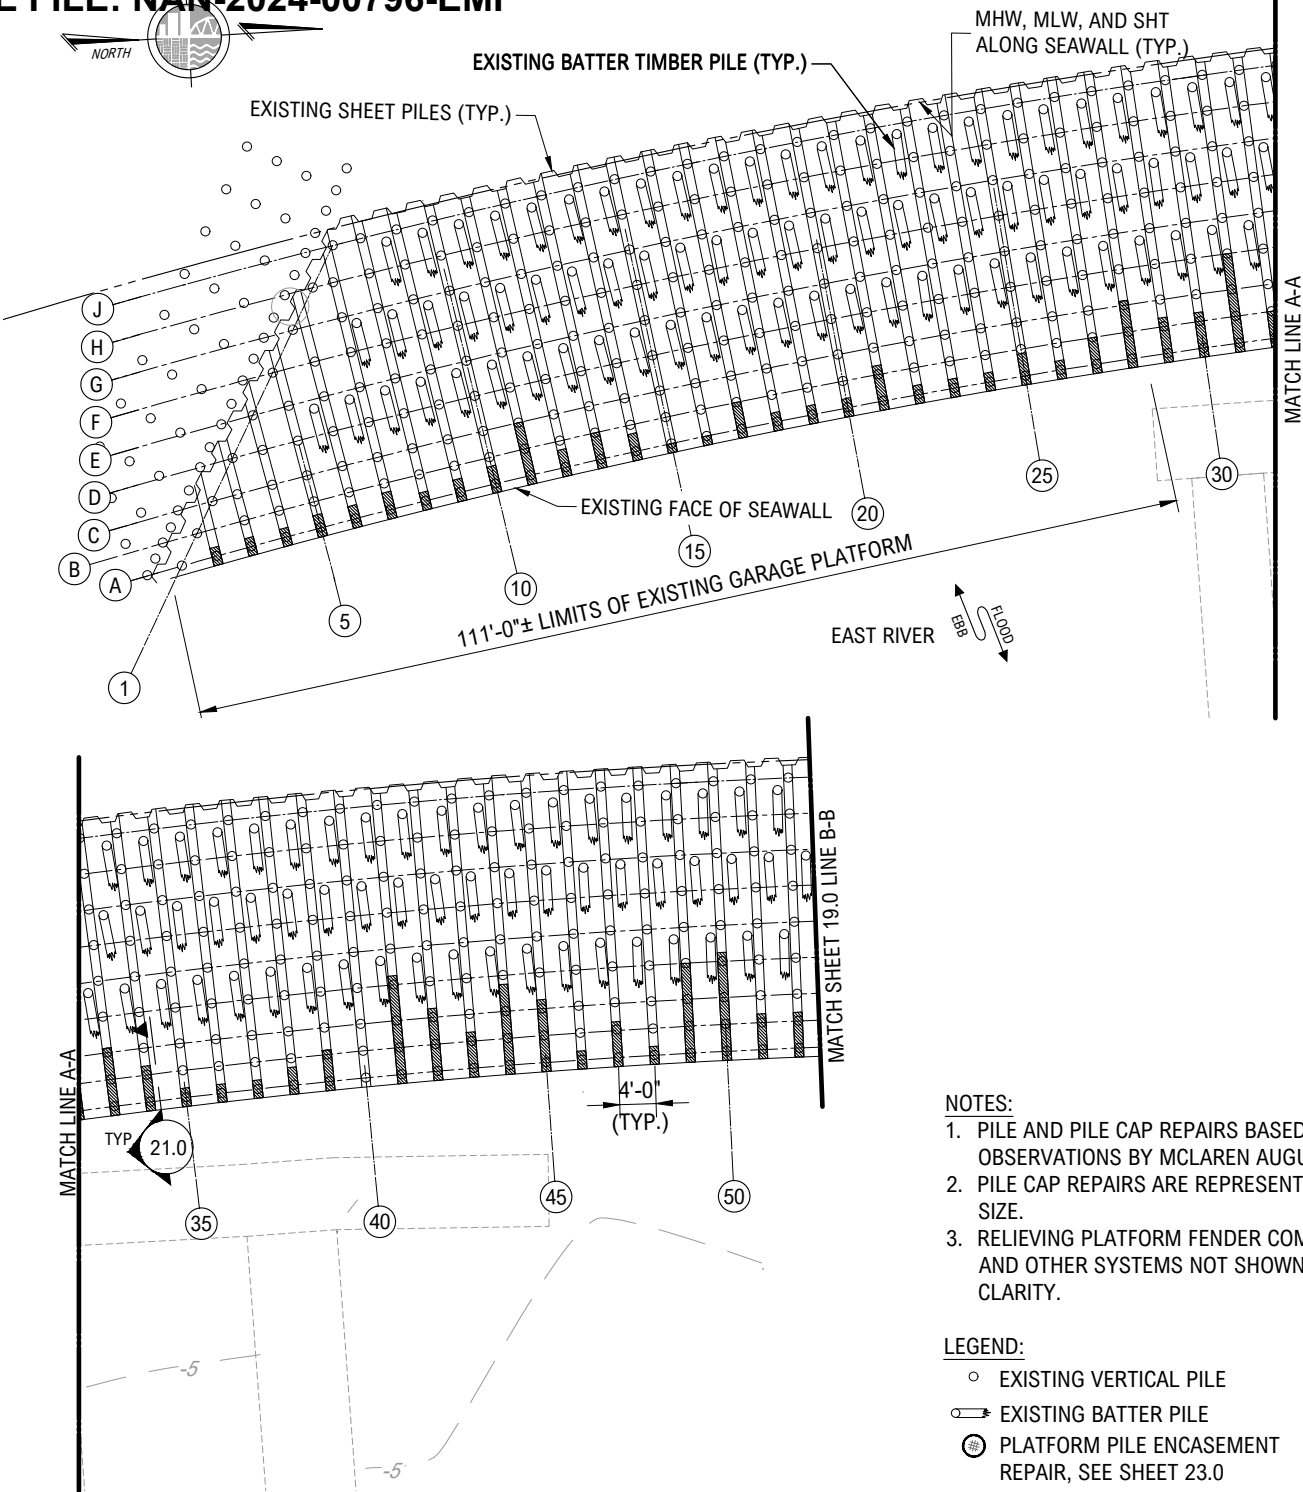 E FILE: NAN-2024-00796-EMI
NORTH
MHW, MLW, AND SHT
ALONG SEAWALL (TYP.)
EXISTING BATTER TIMBER PILE (TYP.)
EXISTING SHEET PILES (TYP.)
J
H
G
F
E
D
C
B
A
1
5
10
15
20
25
30
EXISTING FACE OF SEAWALL
111'-0"± LIMITS OF EXISTING GARAGE PLATFORM
EAST RIVER
EBB
FLOOD
MATCH LINE A-A
MATCH LINE A-A
MATCH SHEET 19.0 LINE B-B
4'-0"
(TYP.)
TYP.
21.0
35
40
45
50
-5
-5
NOTES:
1. PILE AND PILE CAP REPAIRS BASED
OBSERVATIONS BY MCLAREN
2. PILE CAP REPAIRS ARE
SIZE.
3. RELIEVING PLATFORM FENDER
AND OTHER SYSTEMS NOT SHOWN
CLARITY.
LEGEND:
EXISTING VERTICAL PILE
EXISTING BATTER PILE
PLATFORM PILE ENCASEMENT
REPAIR, SEE SHEET 23.0